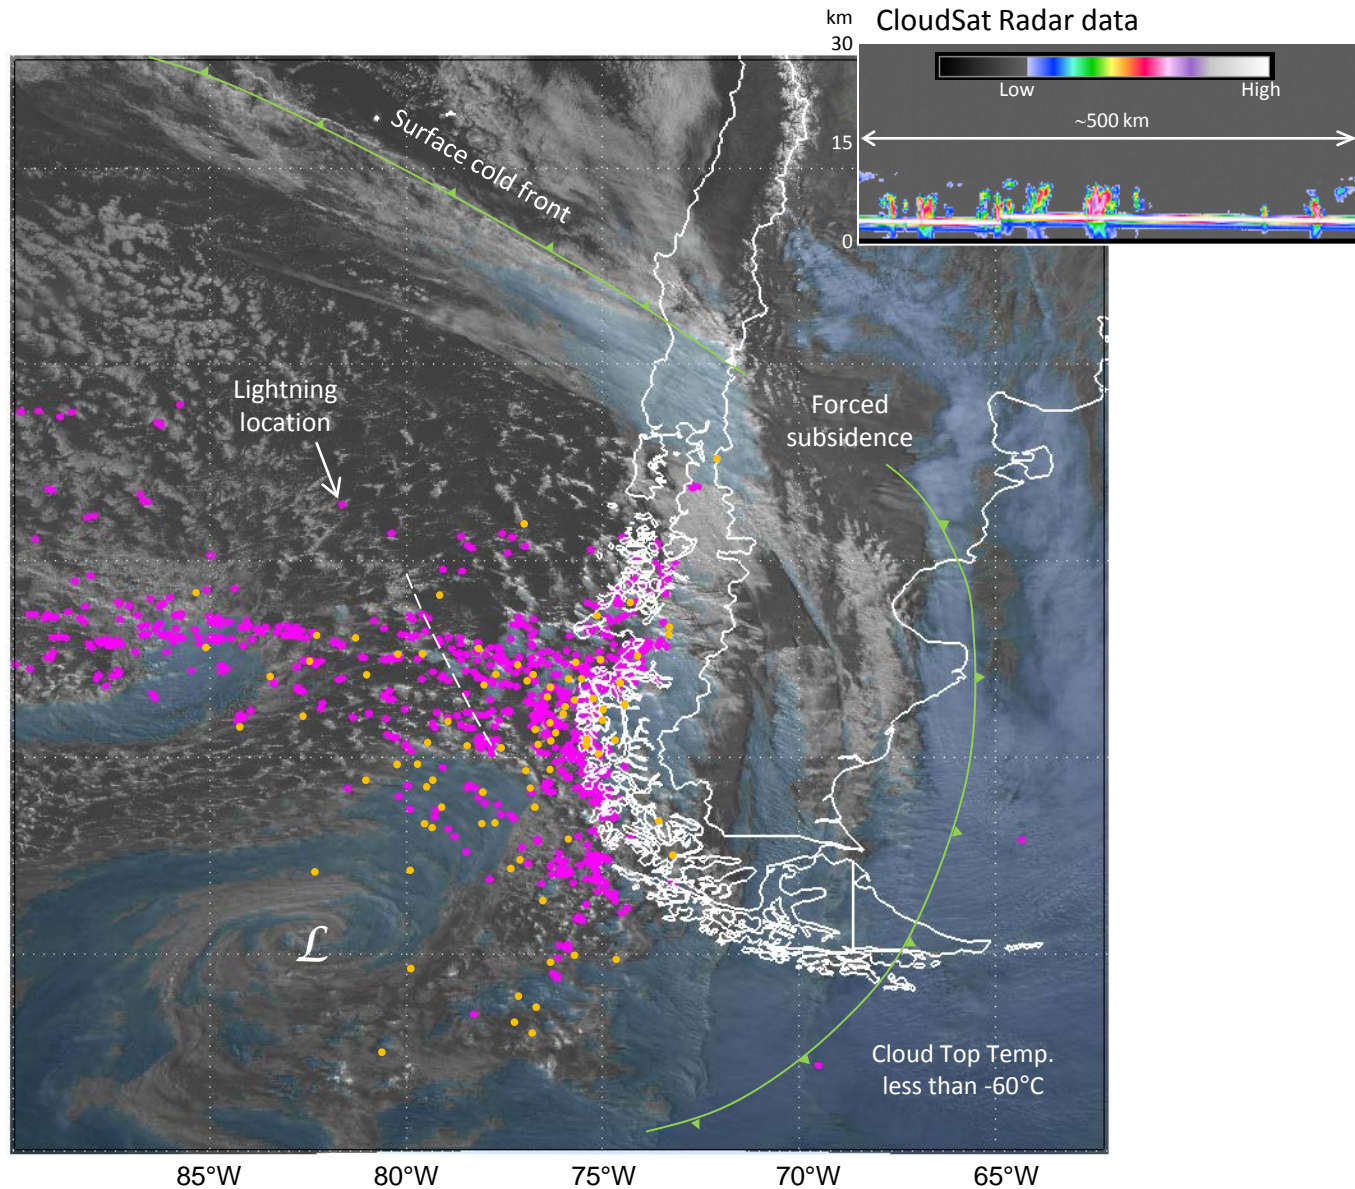 km
CloudSat Radar data
30
Low
High
~500 km
15
0
Surface cold front
Lightning
location
Forced
subsidence
L
Cloud Top Temp.
less than -60°C
85°W
80°W
75°W
70°W
65°W